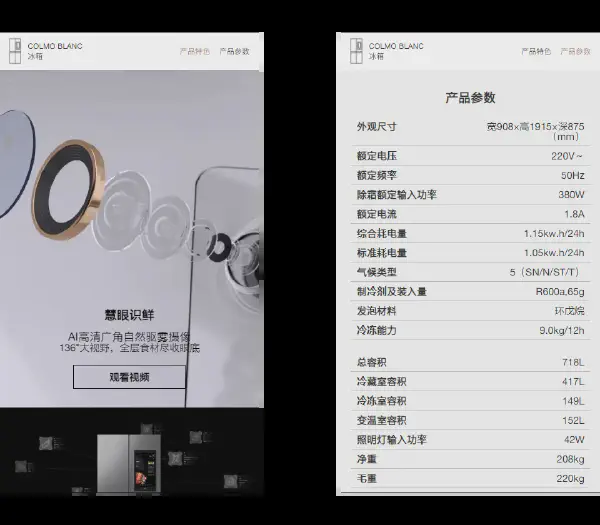 COLMO BLANC
冰箱
产品特色 产品参数
慧眼识鲜
AI高清广角自然驱雾摄像
136°大视野，全层食材尽收眼底
观看视频
COLMO BLANC
冰箱
产品特色 产品参数
产品参数
外观尺寸 宽908×高1915×深875
（mm）
额定电压 220V～
额定频率 50Hz
除霜额定输入功率 380W
额定电流 1.8A
综合耗电量 1.15kw.h/24h
标准耗电量 1.05kw.h/24h
气候类型 5（SN/N/ST/T）
制冷剂及装入量 R600a,65g
发泡材料 环戊烷
冷冻能力 9.0kg/12h
总容积 718L
冷藏室容积 417L
冷冻室容积 149L
变温室容积 152L
照明灯输入功率 42W
净重 208kg
毛重 220kg